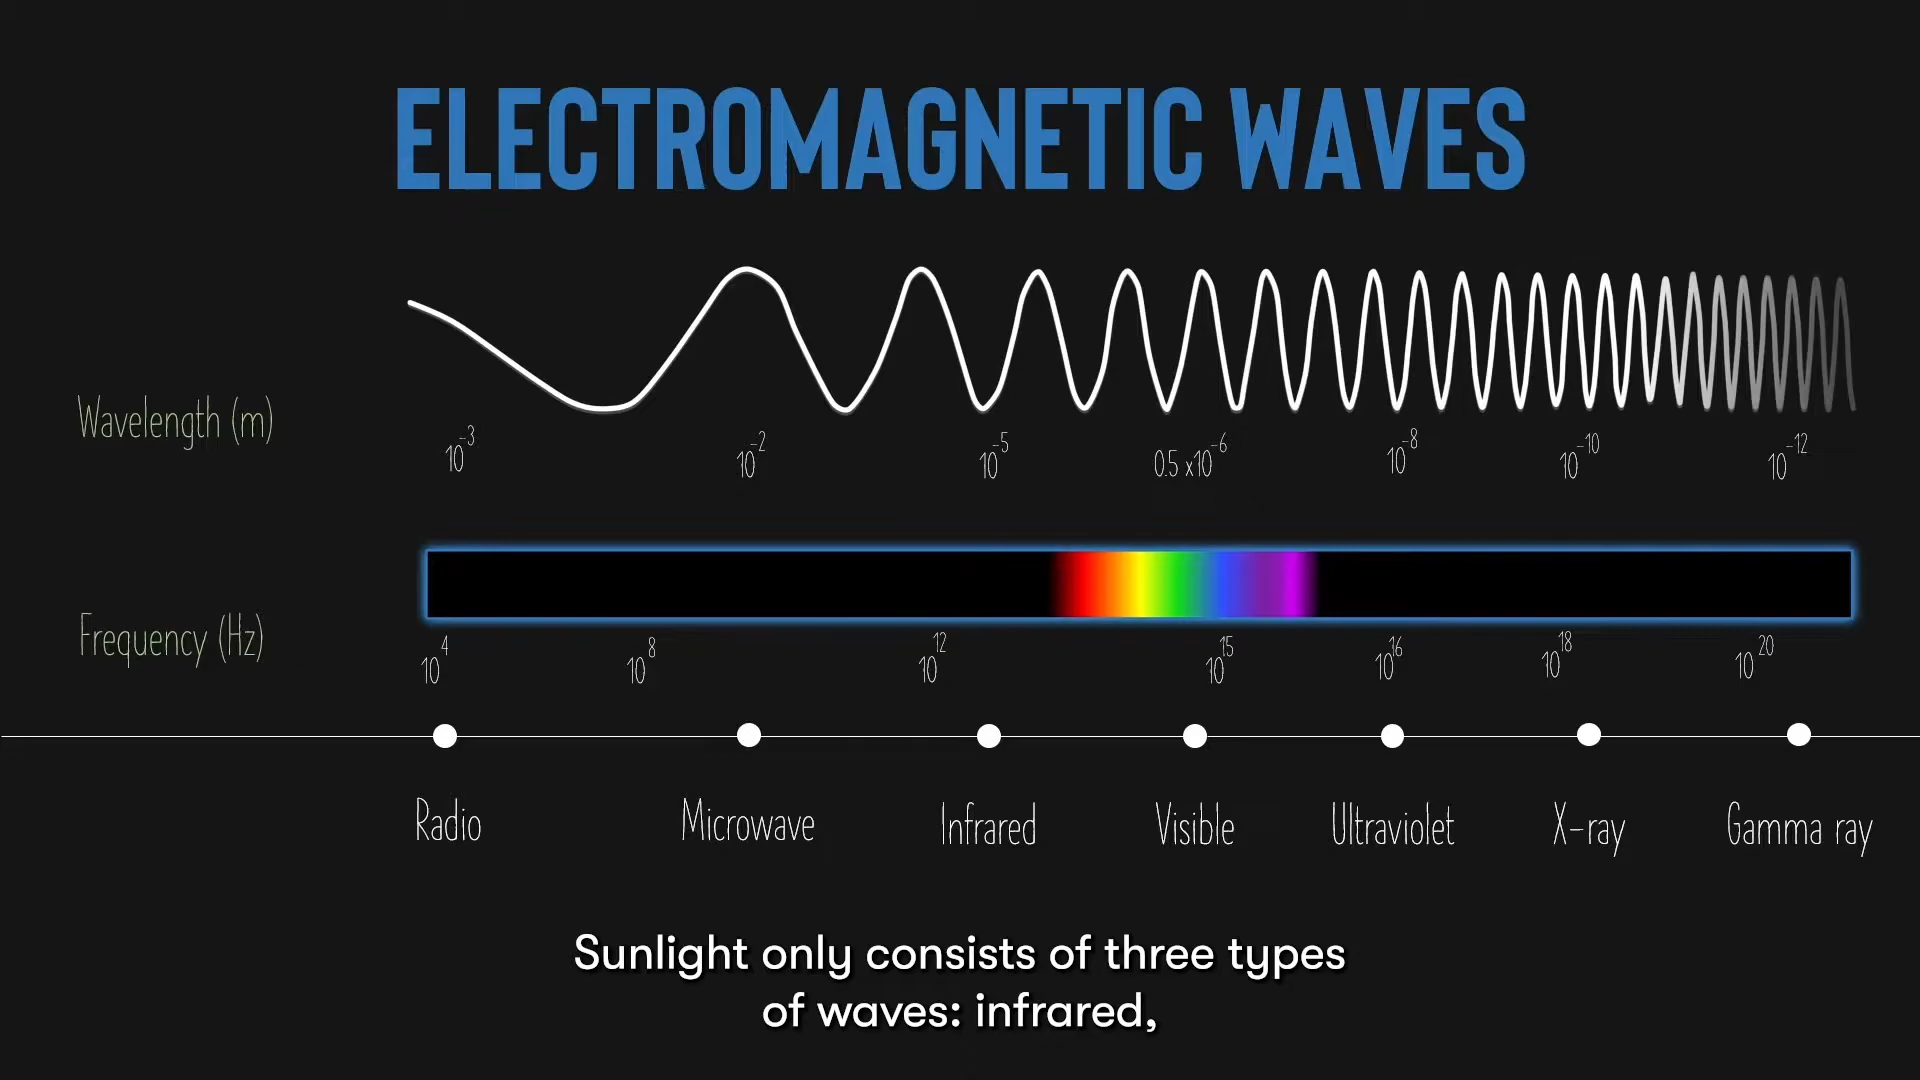 ELECTROMAGNETIC WAVES
Wavelength (m)
10⁻³ 10⁻² 10⁻⁵ 0.5 x10⁻⁶ 10⁻⁸ 10⁻¹⁰ 10⁻¹²
Frequency (Hz)
10⁴ 10⁸ 10¹² 10¹⁵ 10¹⁶ 10¹⁸ 10²⁰
Radio Microwave Infrared Visible Ultraviolet X-ray Gamma ray
Sunlight only consists of three types
of waves: infrared,